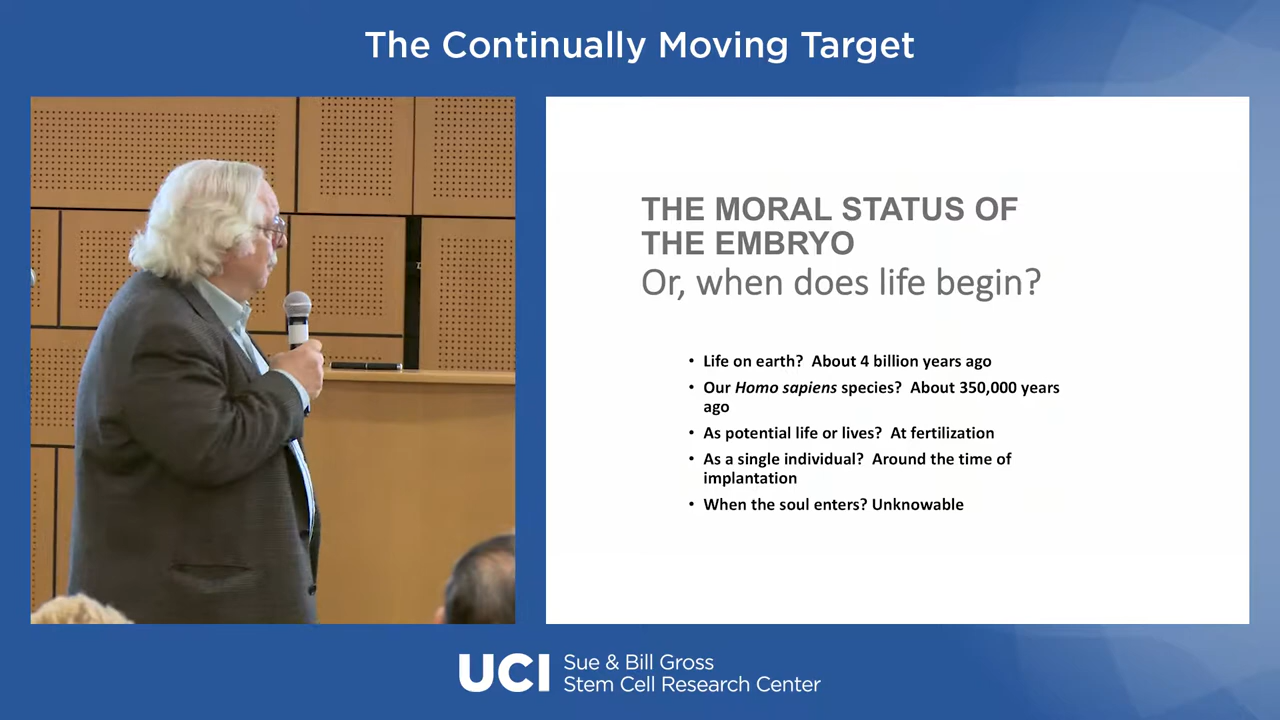 The Continually Moving Target
THE MORAL STATUS OF
THE EMBRYO
Or, when does life begin?
• Life on earth?  About 4 billion years ago
• Our Homo sapiens species?  About 350,000 years
ago
• As potential life or lives?  At fertilization
• As a single individual?  Around the time of
implantation
• When the soul enters? Unknowable
UCI
Sue & Bill Gross
Stem Cell Research Center